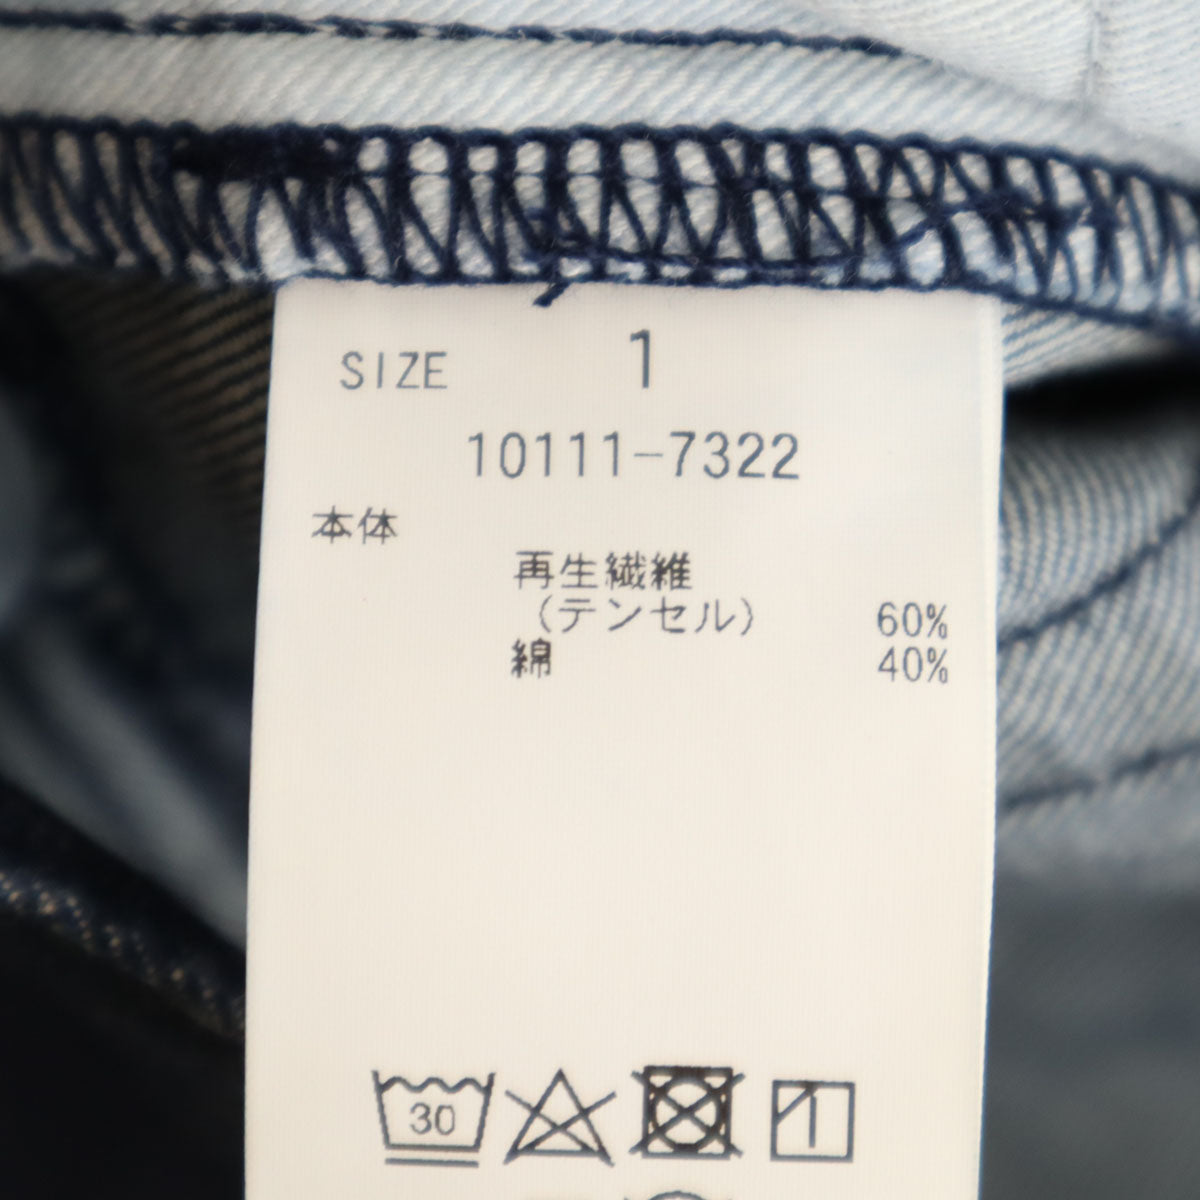 SIZE 1
10111-7322
本体
再生繊維
(テンセル) 60%
綿 40%
30